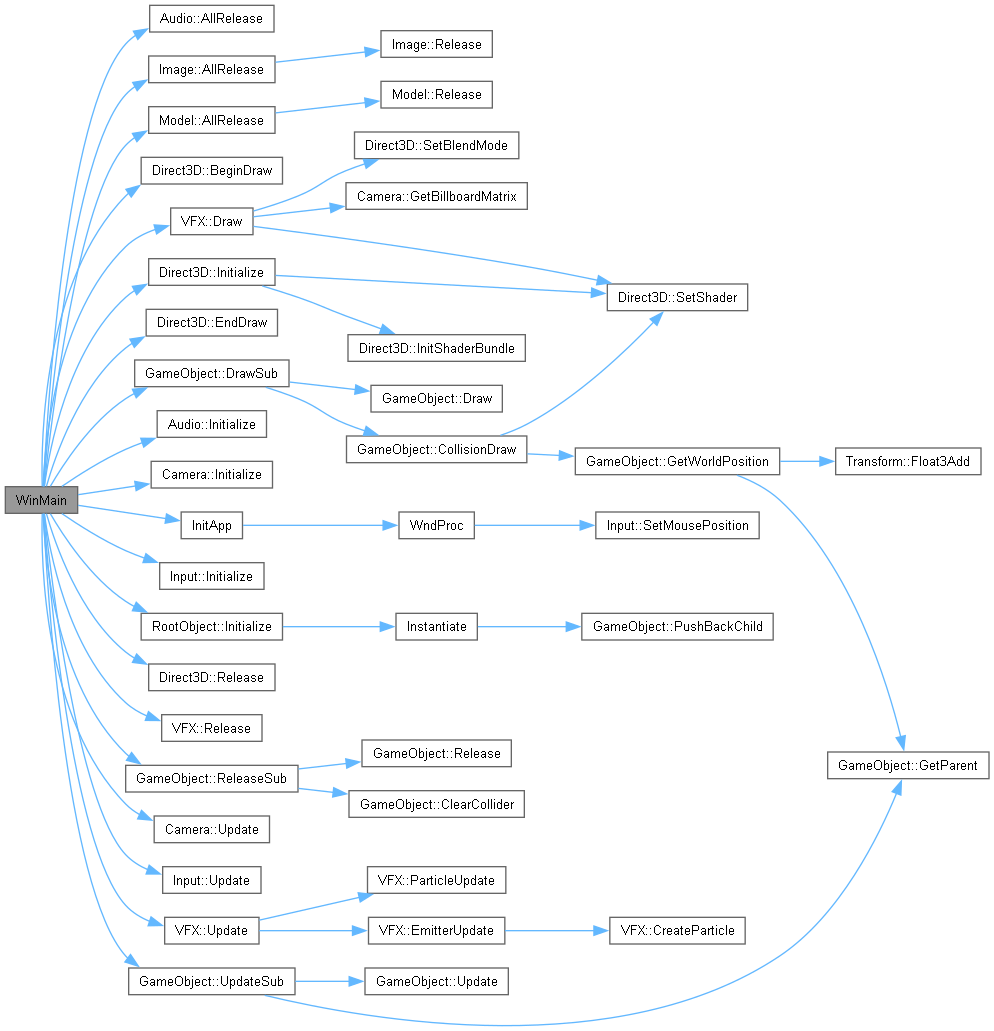 Audio::AllRelease
Image::AllRelease
Image::Release
Model::AllRelease
Model::Release
Direct3D::BeginDraw
Direct3D::SetBlendMode
Camera::GetBillboardMatrix
VFX::Draw
Direct3D::Initialize
Direct3D::SetShader
Direct3D::EndDraw
Direct3D::InitShaderBundle
GameObject::DrawSub
GameObject::Draw
Audio::Initialize
GameObject::CollisionDraw
GameObject::GetWorldPosition
Transform::Float3Add
Camera::Initialize
WinMain
InitApp
WndProc
Input::SetMousePosition
Input::Initialize
RootObject::Initialize
Instantiate
GameObject::PushBackChild
Direct3D::Release
VFX::Release
GameObject::ReleaseSub
GameObject::Release
GameObject::GetParent
GameObject::ClearCollider
Camera::Update
Input::Update
VFX::ParticleUpdate
VFX::Update
VFX::EmitterUpdate
VFX::CreateParticle
GameObject::UpdateSub
GameObject::Update